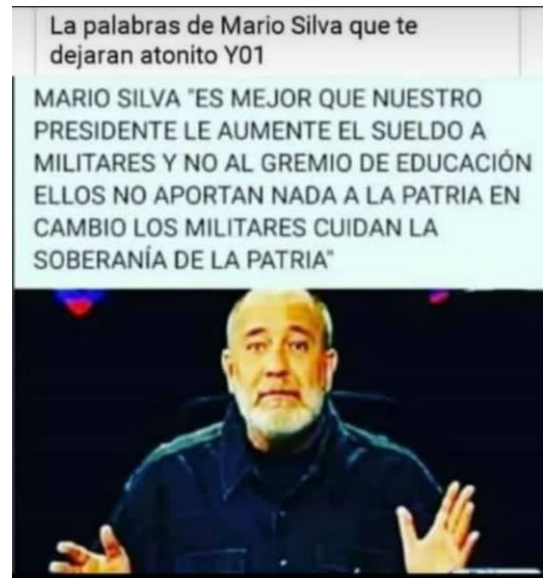 La palabras de Mario Silva que te
dejaran atonito Y01
MARIO SILVA "ES MEJOR QUE NUESTRO
PRESIDENTE LE AUMENTE EL SUELDO A
MILITARES Y NO AL GREMIO DE EDUCACIÓN
ELLOS NO APORTAN NADA A LA PATRIA EN
CAMBIO LOS MILITARES CUIDAN LA
SOBERANÍA DE LA PATRIA"